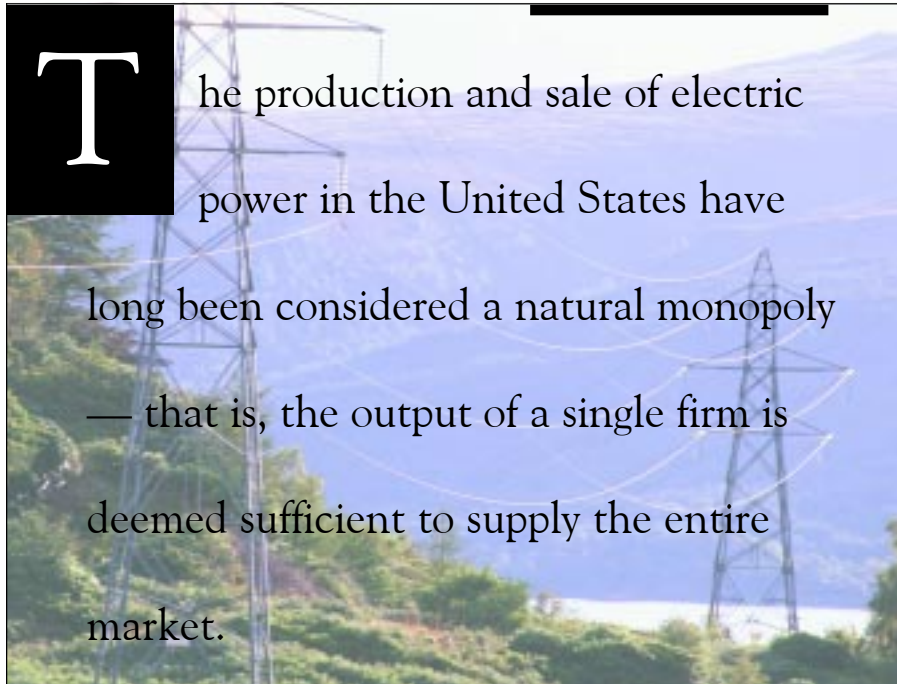 The production and sale of electric
power in the United States have
long been considered a natural monopoly
— that is, the output of a single firm is
deemed sufficient to supply the entire
market.